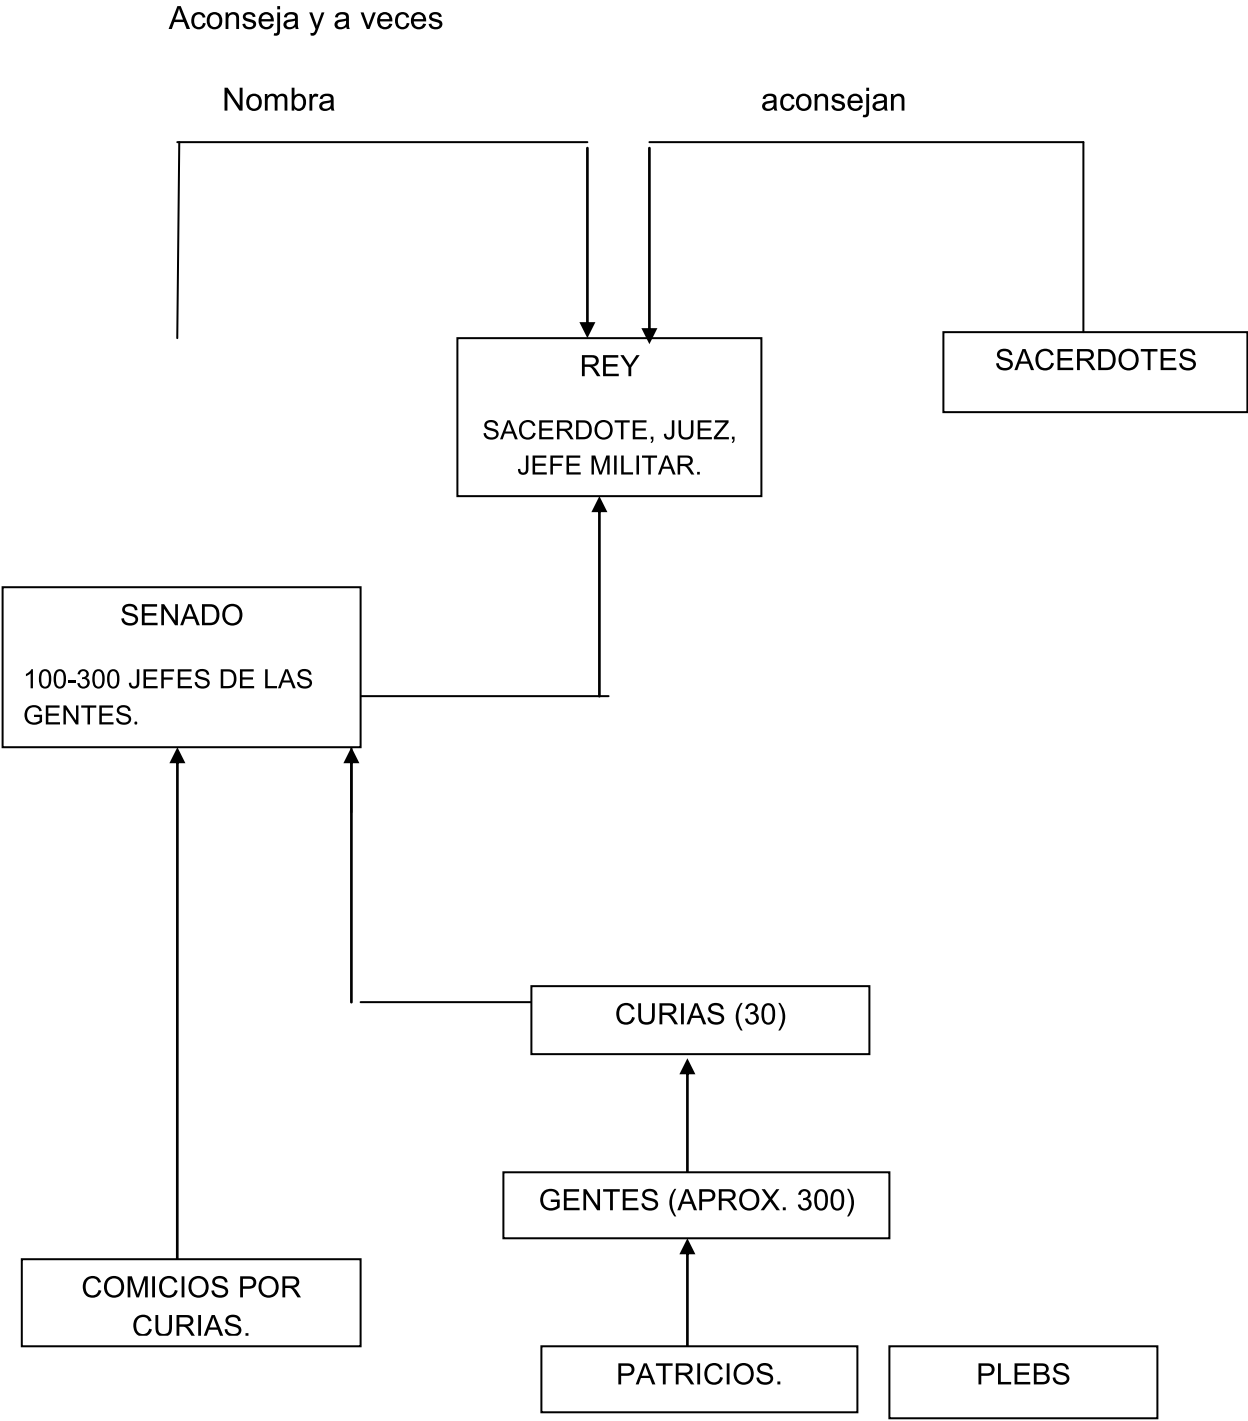 Aconseja y a veces
Nombra
aconsejan
REY
SACERDOTE, JUEZ,
JEFE MILITAR.
SACERDOTES
SENADO
100-300 JEFES DE LAS
GENTES.
CURIAS (30)
GENTES (APROX. 300)
COMICIOS POR
CURIAS.
PATRICIOS.
PLEBS